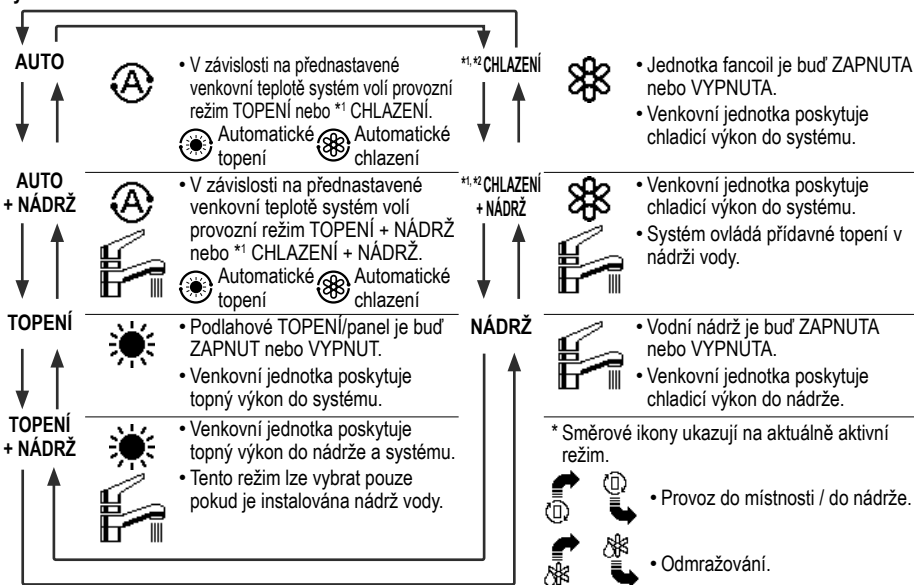 AUTO
• V závislosti na přednastavené
venkovní teplotě systém volí provozní
režim TOPENÍ nebo *1 CHLAZENÍ.
Automatické topení
Automatické chlazení
AUTO
+ NÁDRŽ
• V závislosti na přednastavené
venkovní teplotě systém volí
provozní režim TOPENÍ + NÁDRŽ
nebo *1 CHLAZENÍ + NÁDRŽ.
Automatické topení
Automatické chlazení
TOPENÍ
• Podlahové TOPENÍ/panel je buď
ZAPNUT nebo VYPNUT.
• Venkovní jednotka poskytuje
topný výkon do systému.
TOPENÍ
+ NÁDRŽ
• Venkovní jednotka poskytuje
topný výkon do nádrže a systému.
• Tento režim lze vybrat pouze
pokud je instalována nádrž vody.
*1, *2 CHLAZENÍ
• Jednotka fancoil je buď ZAPNUTA
nebo VYPNUTA.
• Venkovní jednotka poskytuje
chladicí výkon do systému.
*1, *2 CHLAZENÍ
+ NÁDRŽ
• Venkovní jednotka poskytuje
chladicí výkon do systému.
• Systém ovládá přídavné topení v
nádrži vody.
NÁDRŽ
• Vodní nádrž je buď ZAPNUTA
nebo VYPNUTA.
• Venkovní jednotka poskytuje
chladicí výkon do nádrže.
* Směrové ikony ukazují na aktuálně aktivní
režim.
• Provoz do místnosti / do nádrže.
• Odmražování.